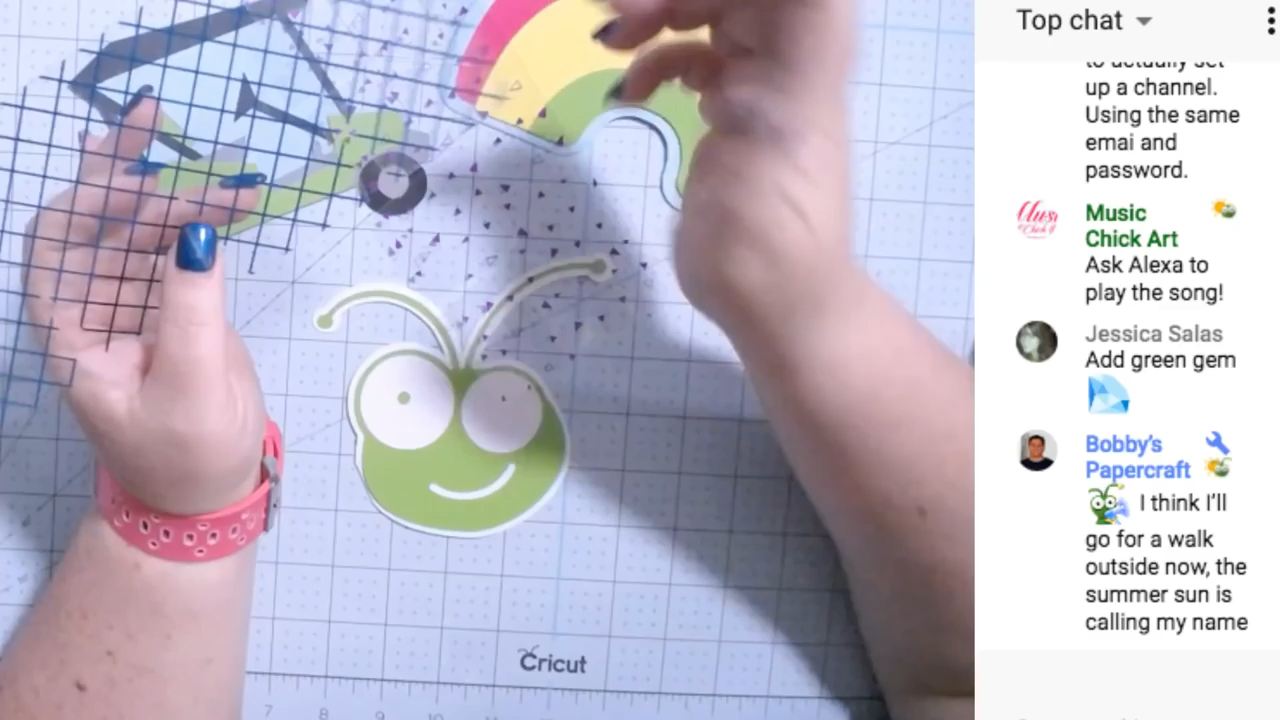 Top chat
to actually set
up a channel.
Using the same
emai and
password.
Music
Chick Art
Ask Alexa to
play the song!
Jessica Salas
Add green gem
Bobby's
Papercraft
I think I'll
go for a walk
outside now, the
summer sun is
calling my name
Cricut
7 8 9 10 11